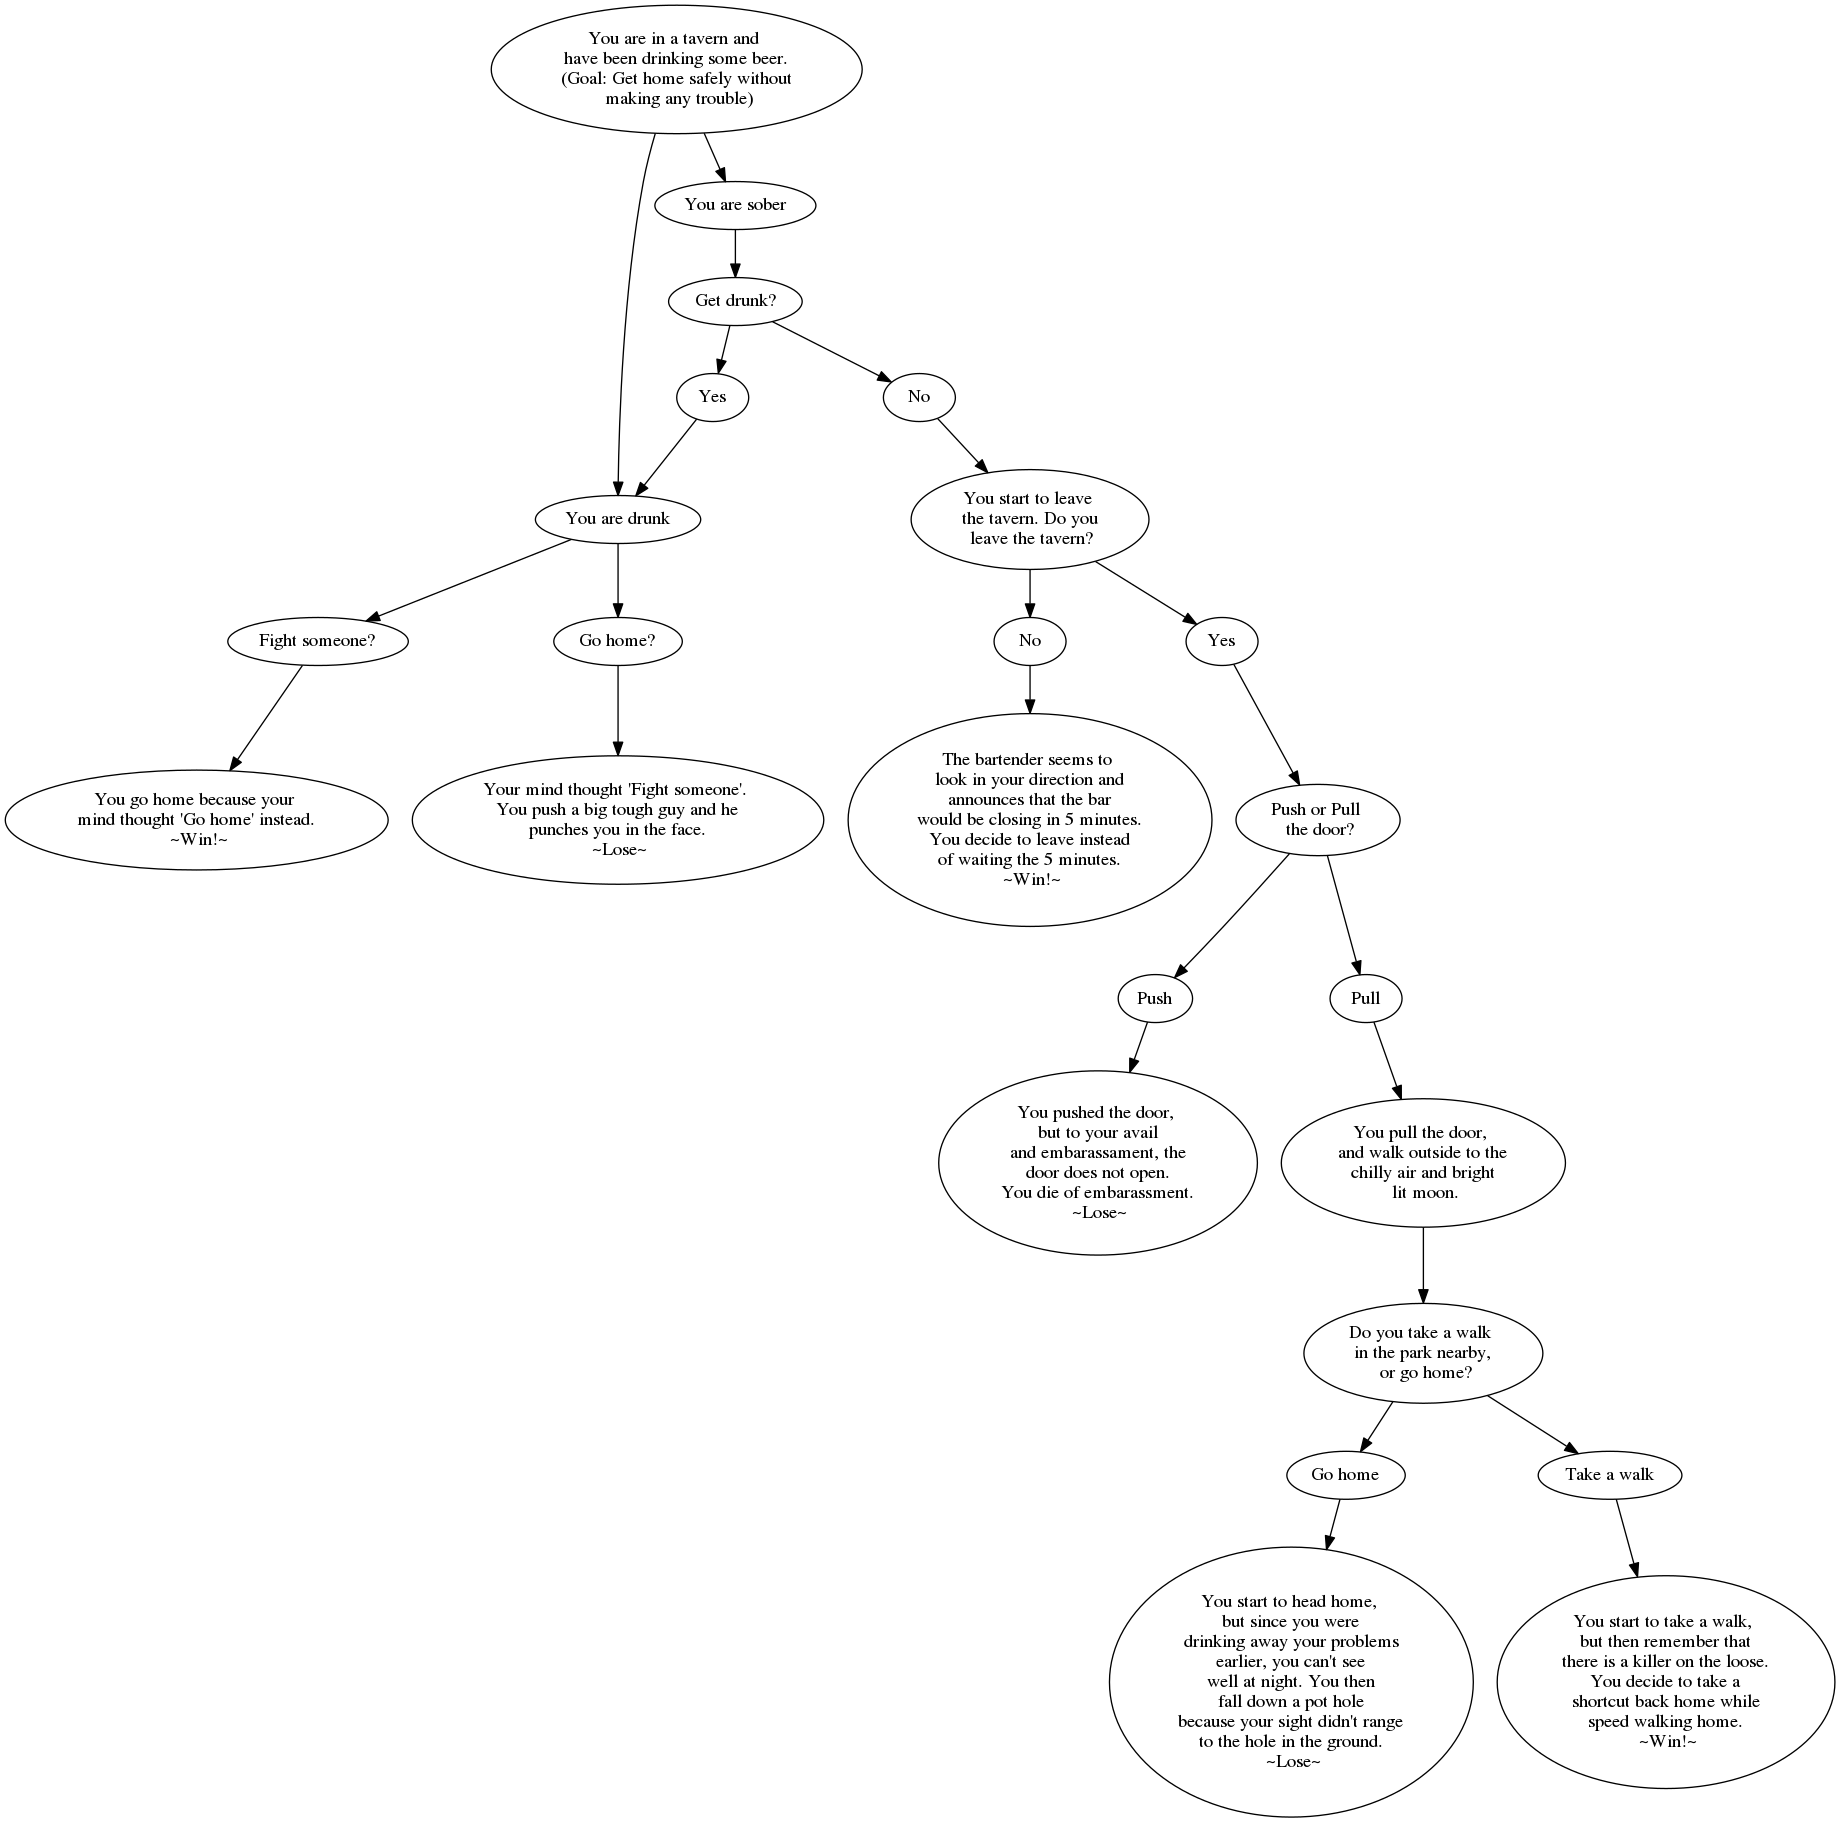 You are in a tavern and
have been drinking some beer.
(Goal: Get home safely without
making any trouble)
You are sober
Get drunk?
Yes
No
You are drunk
You start to leave
the tavern. Do you
leave the tavern?
Fight someone?
Go home?
No
Yes
You go home because your
mind thought 'Go home' instead.
~Win!~
Your mind thought 'Fight someone'.
You push a big tough guy and he
punches you in the face.
~Lose~
The bartender seems to
look in your direction and
announces that the bar
would be closing in 5 minutes.
You decide to leave instead
of waiting the 5 minutes.
~Win!~
Push or Pull
the door?
Push
Pull
You pushed the door,
but to your avail
and embarassament, the
door does not open.
You die of embarassment.
~Lose~
You pull the door,
and walk outside to the
chilly air and bright
lit moon.
Do you take a walk
in the park nearby,
or go home?
Go home
Take a walk
You start to head home,
but since you were
drinking away your problems
earlier, you can't see
well at night. You then
fall down a pot hole
because your sight didn't range
to the hole in the ground.
~Lose~
You start to take a walk,
but then remember that
there is a killer on the loose.
You decide to take a
shortcut back home while
speed walking home.
~Win!~